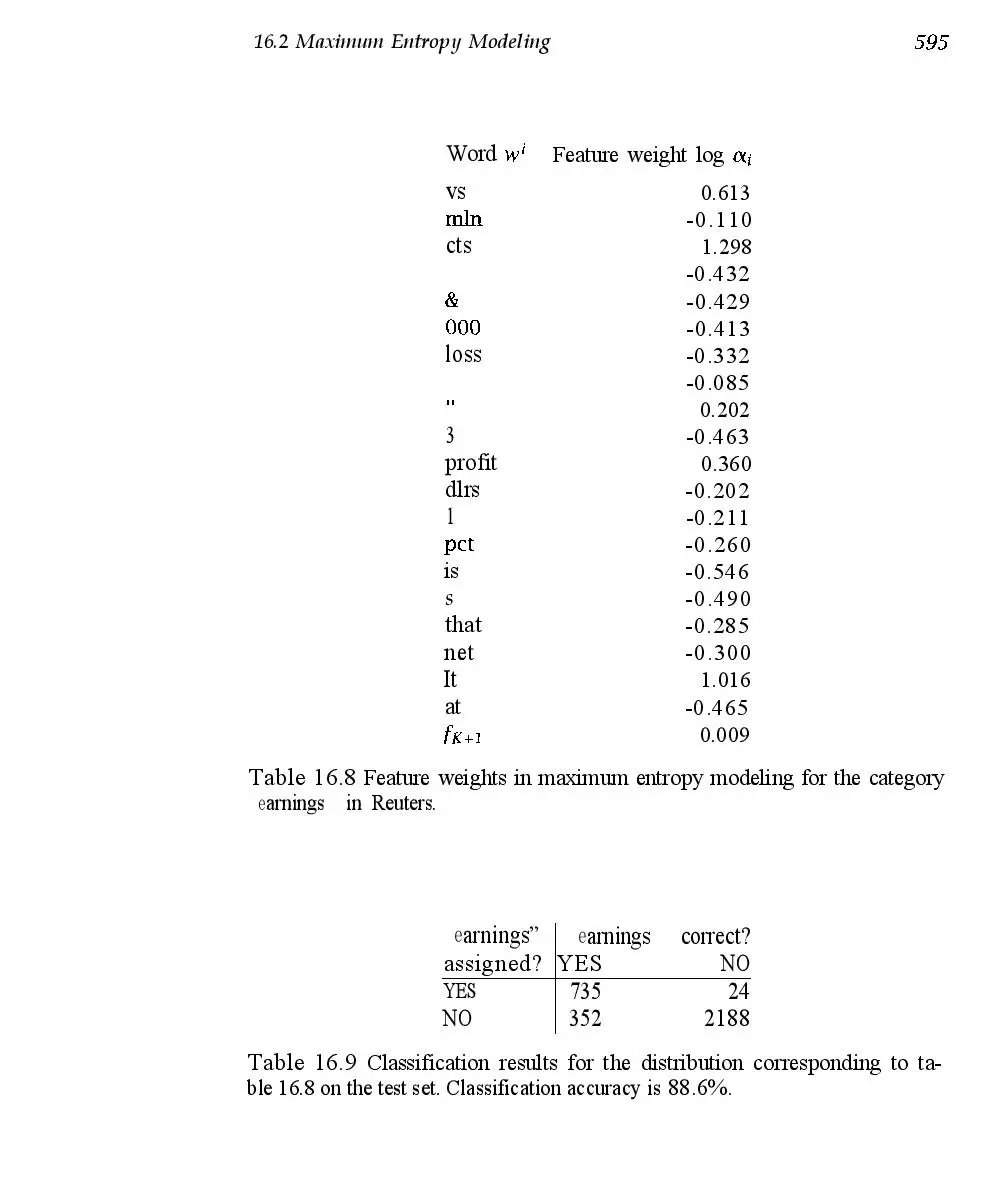 16.2 Maximum Entropy Modeling 595
Word wⁱ Feature weight log αᵢ
vs 0.613
mln -0.110
cts 1.298
-0.432
& -0.429
000 -0.413
loss -0.332
-0.085
" 0.202
3 -0.463
profit 0.360
dlrs -0.202
1 -0.211
pct -0.260
is -0.546
s -0.490
that -0.285
net -0.300
It 1.016
at -0.465
fK+1 0.009
Table 16.8 Feature weights in maximum entropy modeling for the category
earnings in Reuters.
earnings” earnings correct?
assigned? YES NO
YES 735 24
NO 352 2188
Table 16.9 Classification results for the distribution corresponding to ta-
ble 16.8 on the test set. Classification accuracy is 88.6%.